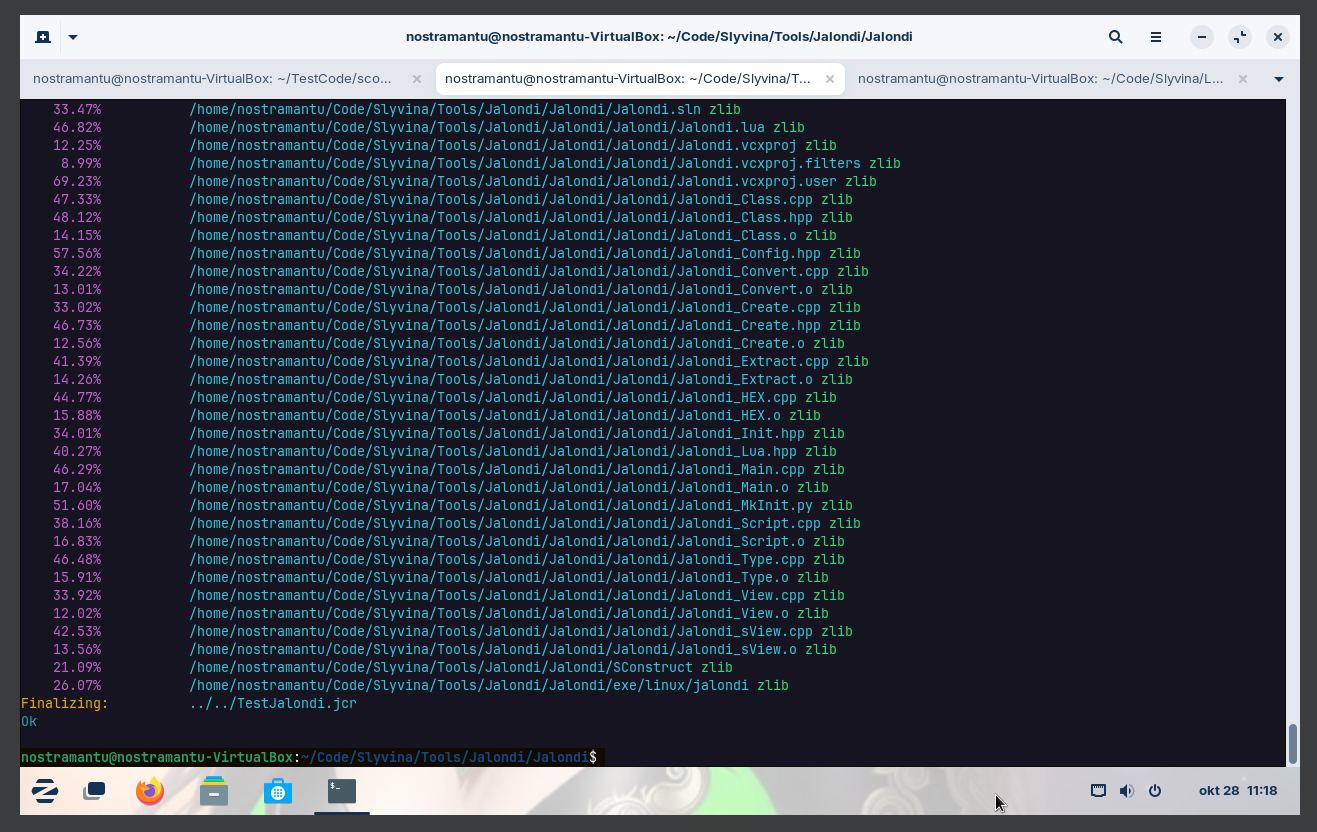 nostramantu@nostramantu-VirtualBox: ~/Code/Slyvina/Tools/Jalondi/Jalondi
nostramantu@nostramantu-VirtualBox: ~/TestCode/sco...
nostramantu@nostramantu-VirtualBox: ~/Code/Slyvina/T...
nostramantu@nostramantu-VirtualBox: ~/Code/Slyvina/L...
33.47% /home/nostramantu/Code/Slyvina/Tools/Jalondi/Jalondi/Jalondi.sln zlib
46.82% /home/nostramantu/Code/Slyvina/Tools/Jalondi/Jalondi/Jalondi/Jalondi.lua zlib
12.25% /home/nostramantu/Code/Slyvina/Tools/Jalondi/Jalondi/Jalondi/Jalondi.vcxproj zlib
8.99% /home/nostramantu/Code/Slyvina/Tools/Jalondi/Jalondi/Jalondi/Jalondi.vcxproj.filters zlib
69.23% /home/nostramantu/Code/Slyvina/Tools/Jalondi/Jalondi/Jalondi/Jalondi.vcxproj.user zlib
47.33% /home/nostramantu/Code/Slyvina/Tools/Jalondi/Jalondi/Jalondi/Jalondi_Class.cpp zlib
48.12% /home/nostramantu/Code/Slyvina/Tools/Jalondi/Jalondi/Jalondi/Jalondi_Class.hpp zlib
14.15% /home/nostramantu/Code/Slyvina/Tools/Jalondi/Jalondi/Jalondi/Jalondi_Class.o zlib
57.56% /home/nostramantu/Code/Slyvina/Tools/Jalondi/Jalondi/Jalondi/Jalondi_Config.hpp zlib
34.22% /home/nostramantu/Code/Slyvina/Tools/Jalondi/Jalondi/Jalondi/Jalondi_Convert.cpp zlib
13.01% /home/nostramantu/Code/Slyvina/Tools/Jalondi/Jalondi/Jalondi/Jalondi_Convert.o zlib
33.02% /home/nostramantu/Code/Slyvina/Tools/Jalondi/Jalondi/Jalondi/Jalondi_Create.cpp zlib
46.73% /home/nostramantu/Code/Slyvina/Tools/Jalondi/Jalondi/Jalondi/Jalondi_Create.hpp zlib
12.56% /home/nostramantu/Code/Slyvina/Tools/Jalondi/Jalondi/Jalondi/Jalondi_Create.o zlib
41.39% /home/nostramantu/Code/Slyvina/Tools/Jalondi/Jalondi/Jalondi/Jalondi_Extract.cpp zlib
14.26% /home/nostramantu/Code/Slyvina/Tools/Jalondi/Jalondi/Jalondi/Jalondi_Extract.o zlib
44.77% /home/nostramantu/Code/Slyvina/Tools/Jalondi/Jalondi/Jalondi/Jalondi_HEX.cpp zlib
15.88% /home/nostramantu/Code/Slyvina/Tools/Jalondi/Jalondi/Jalondi/Jalondi_HEX.o zlib
34.01% /home/nostramantu/Code/Slyvina/Tools/Jalondi/Jalondi/Jalondi/Jalondi_Init.hpp zlib
40.27% /home/nostramantu/Code/Slyvina/Tools/Jalondi/Jalondi/Jalondi/Jalondi_Lua.hpp zlib
46.29% /home/nostramantu/Code/Slyvina/Tools/Jalondi/Jalondi/Jalondi/Jalondi_Main.cpp zlib
17.04% /home/nostramantu/Code/Slyvina/Tools/Jalondi/Jalondi/Jalondi/Jalondi_Main.o zlib
51.60% /home/nostramantu/Code/Slyvina/Tools/Jalondi/Jalondi/Jalondi/Jalondi_MkInit.py zlib
38.16% /home/nostramantu/Code/Slyvina/Tools/Jalondi/Jalondi/Jalondi/Jalondi_Script.cpp zlib
16.83% /home/nostramantu/Code/Slyvina/Tools/Jalondi/Jalondi/Jalondi/Jalondi_Script.o zlib
46.48% /home/nostramantu/Code/Slyvina/Tools/Jalondi/Jalondi/Jalondi/Jalondi_Type.cpp zlib
15.91% /home/nostramantu/Code/Slyvina/Tools/Jalondi/Jalondi/Jalondi/Jalondi_Type.o zlib
33.92% /home/nostramantu/Code/Slyvina/Tools/Jalondi/Jalondi/Jalondi/Jalondi_View.cpp zlib
12.02% /home/nostramantu/Code/Slyvina/Tools/Jalondi/Jalondi/Jalondi/Jalondi_View.o zlib
42.53% /home/nostramantu/Code/Slyvina/Tools/Jalondi/Jalondi/Jalondi/Jalondi_sView.cpp zlib
13.56% /home/nostramantu/Code/Slyvina/Tools/Jalondi/Jalondi/Jalondi/Jalondi_sView.o zlib
21.09% /home/nostramantu/Code/Slyvina/Tools/Jalondi/Jalondi/SConstruct zlib
26.07% /home/nostramantu/Code/Slyvina/Tools/Jalondi/Jalondi/exe/linux/jalondi zlib
Finalizing: ../../TestJalondi.jcr
Ok
nostramantu@nostramantu-VirtualBox:~/Code/Slyvina/Tools/Jalondi/Jalondi$
okt 28 11:18